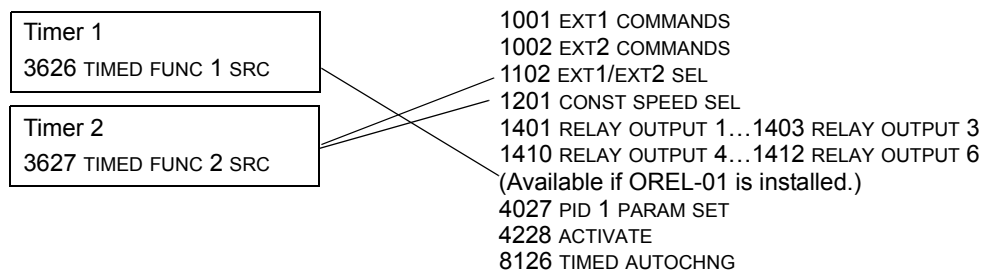 Timer 1
3626 TIMED FUNC 1 SRC
Timer 2
3627 TIMED FUNC 2 SRC
1001 EXT1 COMMANDS
1002 EXT2 COMMANDS
1102 EXT1/EXT2 SEL
1201 CONST SPEED SEL
1401 RELAY OUTPUT 1…1403 RELAY OUTPUT 3
1410 RELAY OUTPUT 4…1412 RELAY OUTPUT 6
(Available if OREL-01 is installed.)
4027 PID 1 PARAM SET
4228 ACTIVATE
8126 TIMED AUTOCHNG